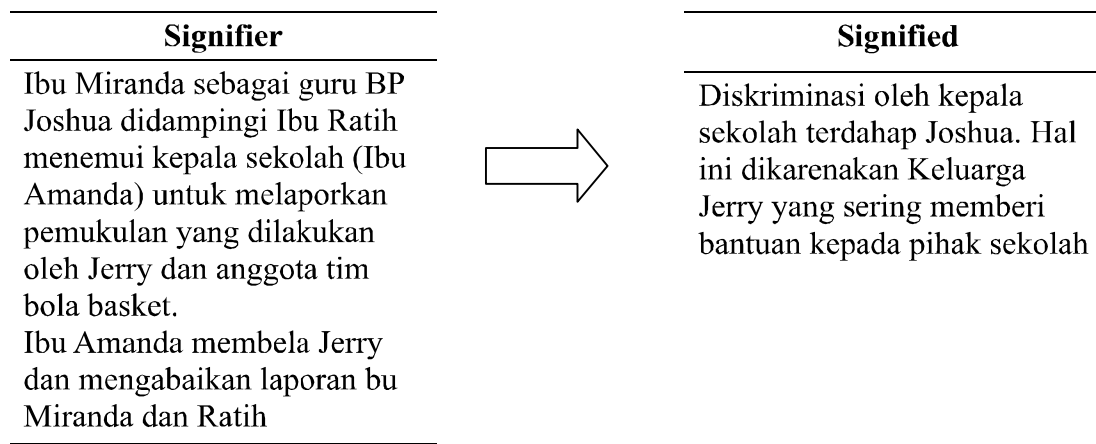 Signifier
Ibu Miranda sebagai guru BP
Joshua didampingi Ibu Ratih
menemui kepala sekolah (Ibu
Amanda) untuk melaporkan
pemukulan yang dilakukan
oleh Jerry dan anggota tim
bola basket.
Ibu Amanda membela Jerry
dan mengabaikan laporan bu
Miranda dan Ratih
Signified
Diskriminasi oleh kepala
sekolah terdahap Joshua. Hal
ini dikarenakan Keluarga
Jerry yang sering memberi
bantuan kepada pihak sekolah